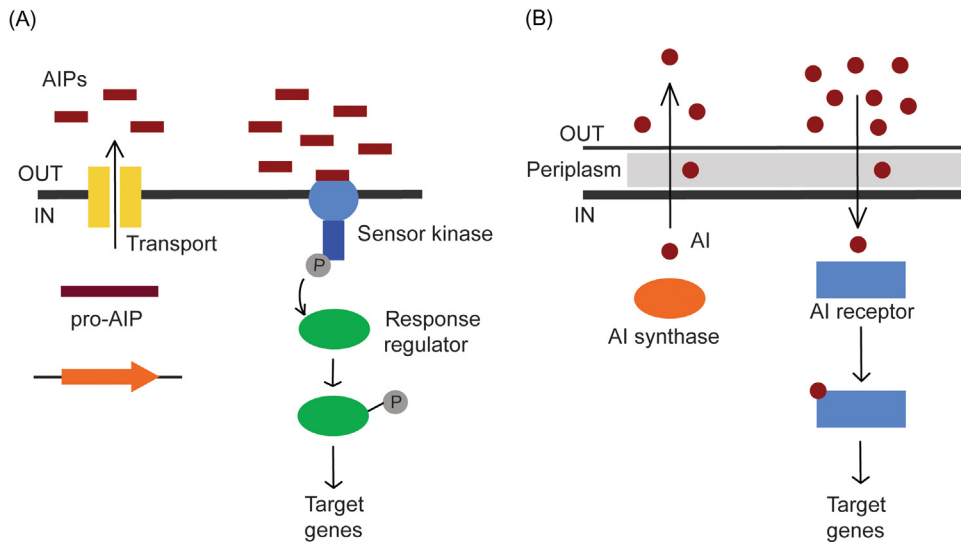 (A)
AIPs
OUT
IN
Transport
pro-AIP
Sensor kinase
P
Response
regulator
P
Target
genes
(B)
OUT
Periplasm
IN
AI
AI synthase
AI receptor
Target
genes